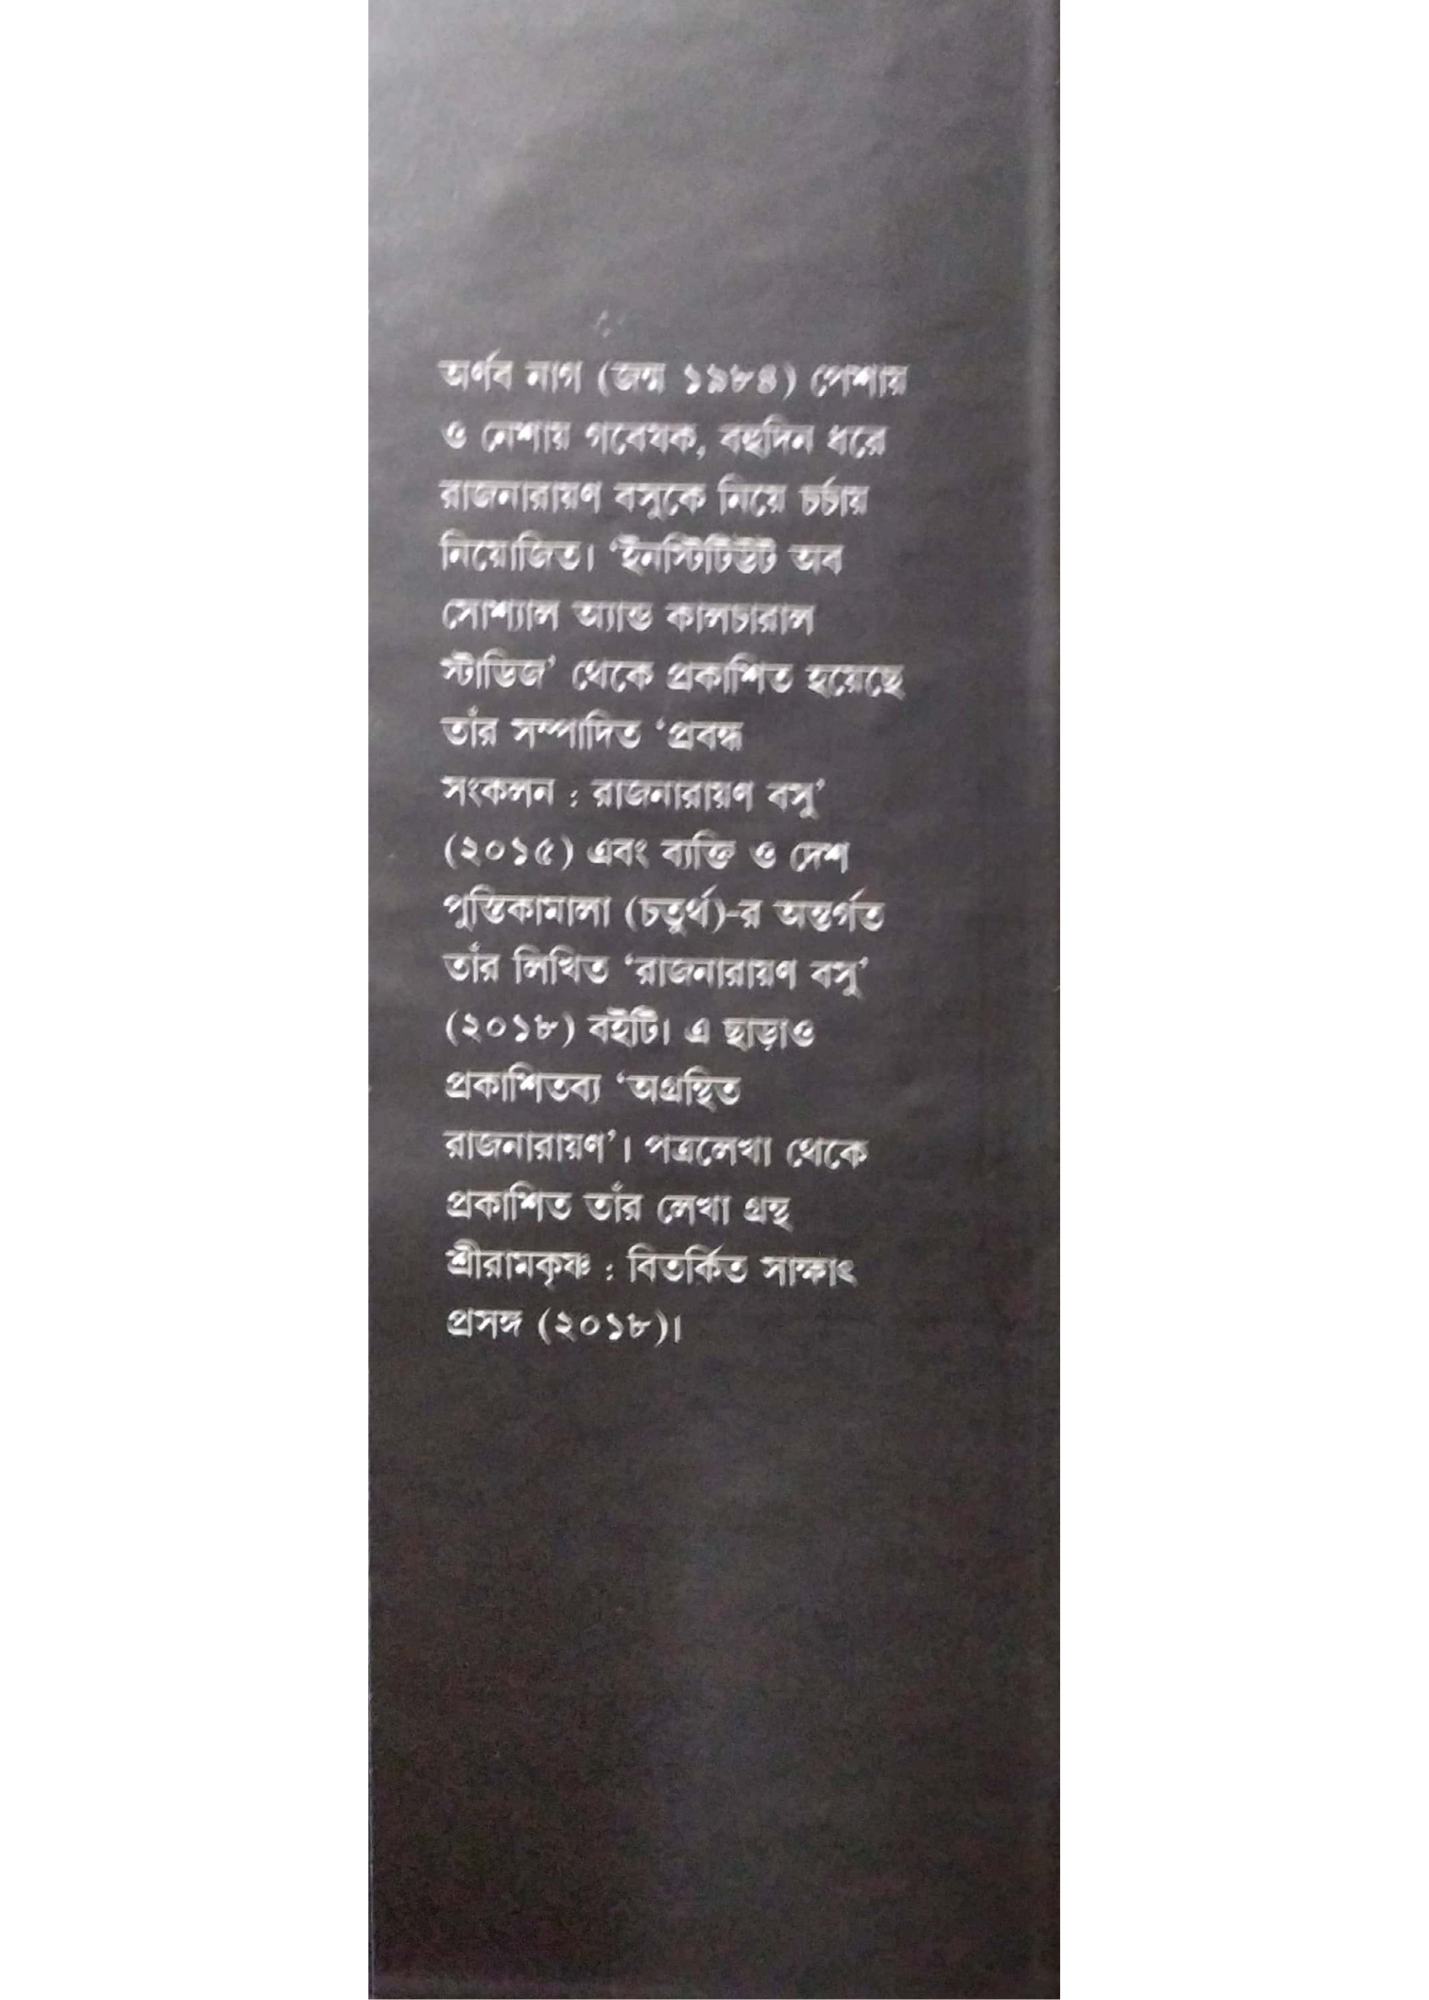 অর্ণব নাগ (জন্ম ১৯৮৪) পেশায়
ও নেশায় গবেষক, বহুদিন ধরে
রাজনারায়ণ বসুকে নিয়ে চর্চায়
নিয়োজিত। ‘ইনস্টিটিউট অব
সোশ্যাল অ্যান্ড কালচারাল
স্টাডিজ’ থেকে প্রকাশিত হয়েছে
তাঁর সম্পাদিত ‘প্রবন্ধ
সংকলন : রাজনারায়ণ বসু’
(২০১৫) এবং ব্যক্তি ও দেশ
পুস্তিকামালা (চতুর্থ)-র অন্তর্গত
তাঁর লিখিত ‘রাজনারায়ণ বসু’
(২০১৮) বইটি। এ ছাড়াও
প্রকাশিতব্য ‘অগ্রন্থিত
রাজনারায়ণ’। পত্রলেখা থেকে
প্রকাশিত তাঁর লেখা গ্রন্থ
শ্রীরামকৃষ্ণ : বিতর্কিত সাক্ষাৎ
প্রসঙ্গ (২০১৮)।